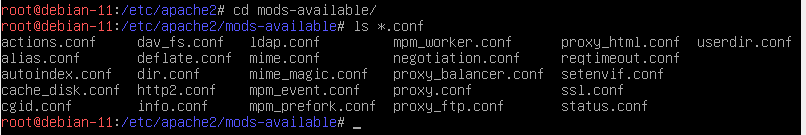 root@debian-11:/etc/apache2# cd mods-available/
root@debian-11:/etc/apache2/mods-available# ls *.conf
actions.conf     dav_fs.conf  ldap.conf         mpm_worker.conf      proxy_html.conf  userdir.conf
alias.conf       deflate.conf  mime.conf         negotiation.conf     reqtimeout.conf
autoindex.conf   dir.conf      mime_magic.conf   proxy_balancer.conf  setenvif.conf
cache_disk.conf  http2.conf    mpm_event.conf    proxy.conf           ssl.conf
cgid.conf        info.conf     mpm_prefork.conf  proxy_ftp.conf       status.conf
root@debian-11:/etc/apache2/mods-available# _